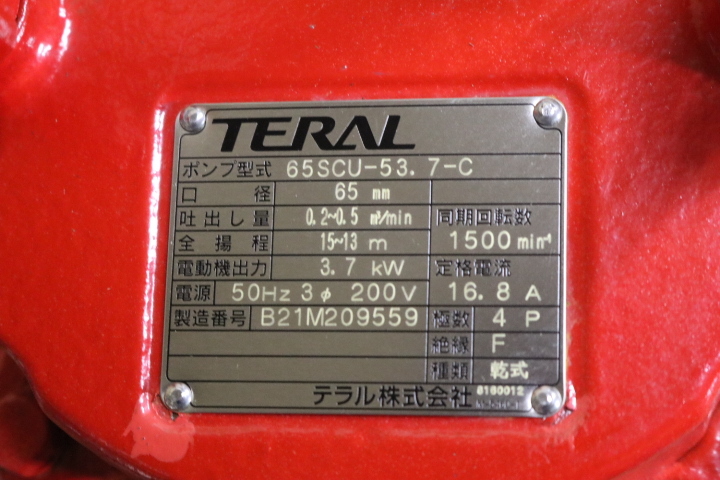 TERAL
ポンプ型式 65SCU-53.7-C
口径 65 mm
吐出し量 0.2~0.5 m³/min 同期回転数
全揚程 15~13 m 1500 min⁻¹
電動機出力 3.7 kW 定格電流
電源 50Hz 3φ 200V 16.8 A
製造番号 B21M209559 極数 4 P
絶縁 F
種類 乾式
テラル株式会社 8160012